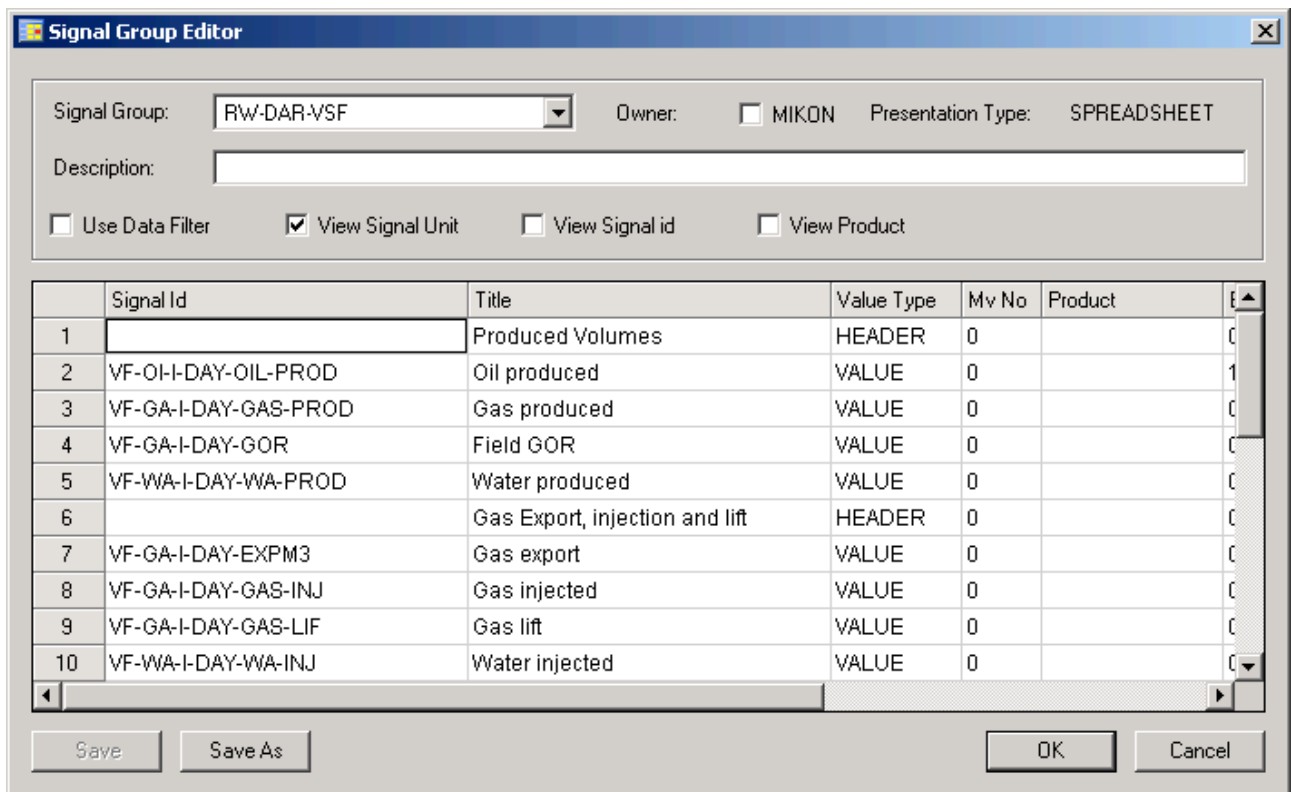 Signal Group Editor
Signal Group: RW-DAR-VSF Owner: MIKON Presentation Type: SPREADSHEET
Description:
Use Data Filter View Signal Unit View Signal id View Product
Signal Id Title Value Type Mv No Product
1 Produced Volumes HEADER 0
2 VF-OI-I-DAY-OIL-PROD Oil produced VALUE 0
3 VF-GA-I-DAY-GAS-PROD Gas produced VALUE 0
4 VF-GA-I-DAY-GOR Field GOR VALUE 0
5 VF-WA-I-DAY-WA-PROD Water produced VALUE 0
6 Gas Export, injection and lift HEADER 0
7 VF-GA-I-DAY-EXPM3 Gas export VALUE 0
8 VF-GA-I-DAY-GAS-INJ Gas injected VALUE 0
9 VF-GA-I-DAY-GAS-LIF Gas lift VALUE 0
10 VF-WA-I-DAY-WA-INJ Water injected VALUE 0
Save Save As OK Cancel